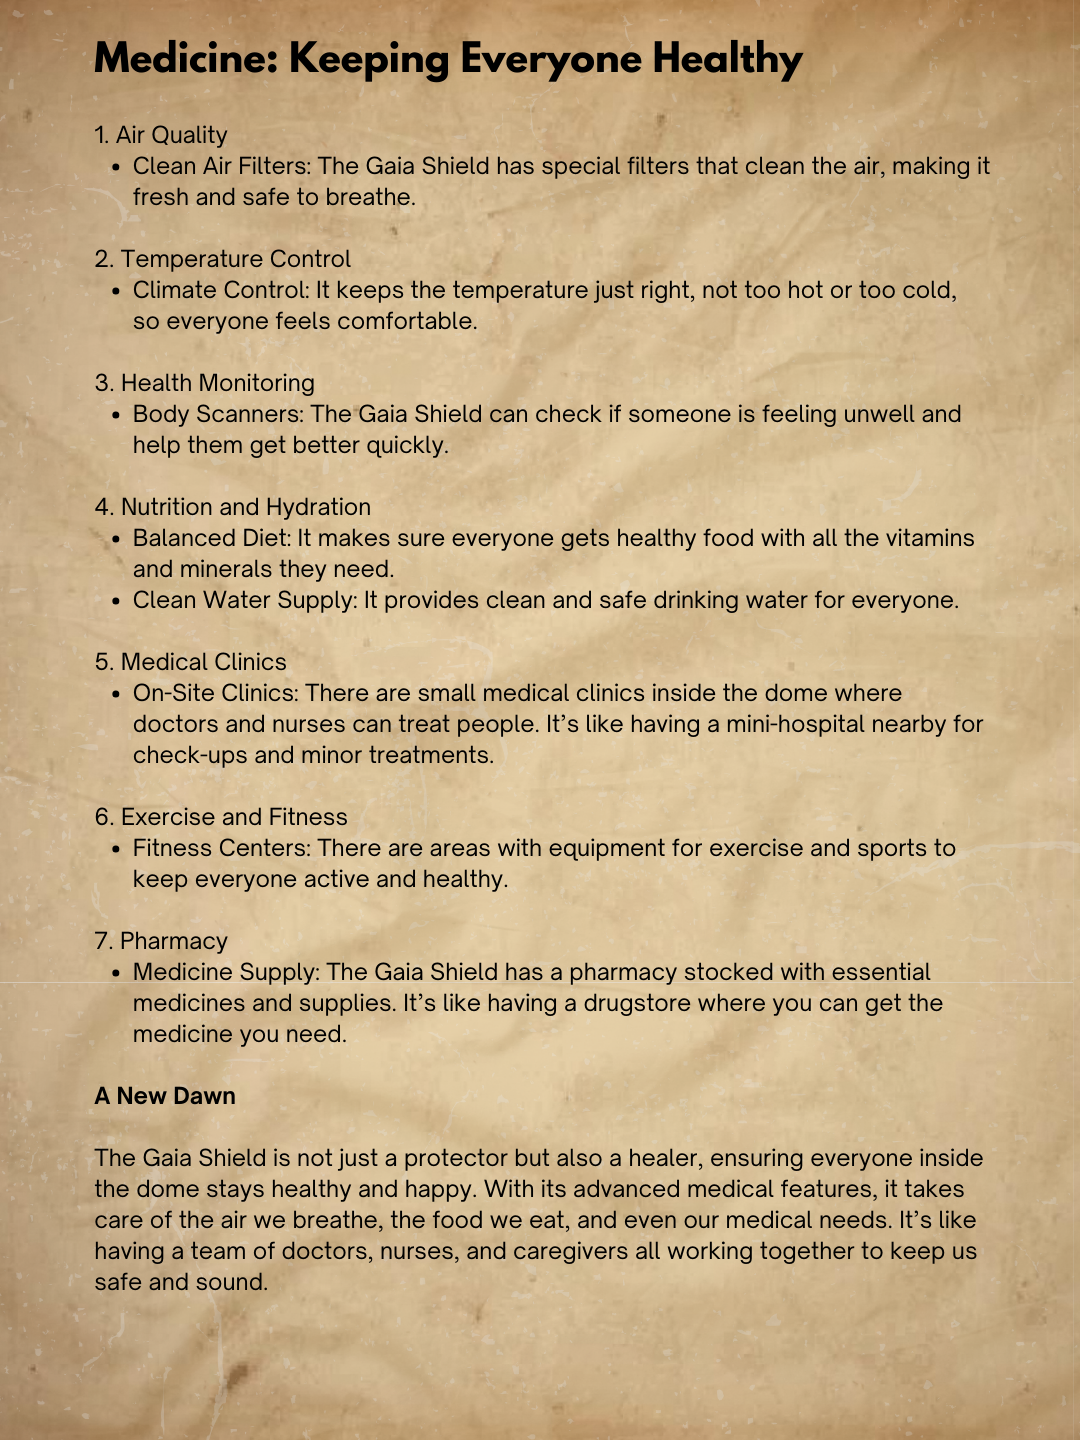 Medicine: Keeping Everyone Healthy
1. Air Quality
• Clean Air Filters: The Gaia Shield has special filters that clean the air, making it
fresh and safe to breathe.
2. Temperature Control
• Climate Control: It keeps the temperature just right, not too hot or too cold,
so everyone feels comfortable.
3. Health Monitoring
• Body Scanners: The Gaia Shield can check if someone is feeling unwell and
help them get better quickly.
4. Nutrition and Hydration
• Balanced Diet: It makes sure everyone gets healthy food with all the vitamins
and minerals they need.
• Clean Water Supply: It provides clean and safe drinking water for everyone.
5. Medical Clinics
• On-Site Clinics: There are small medical clinics inside the dome where
doctors and nurses can treat people. It’s like having a mini-hospital nearby for
check-ups and minor treatments.
6. Exercise and Fitness
• Fitness Centers: There are areas with equipment for exercise and sports to
keep everyone active and healthy.
7. Pharmacy
• Medicine Supply: The Gaia Shield has a pharmacy stocked with essential
medicines and supplies. It’s like having a drugstore where you can get the
medicine you need.
A New Dawn
The Gaia Shield is not just a protector but also a healer, ensuring everyone inside
the dome stays healthy and happy. With its advanced medical features, it takes
care of the air we breathe, the food we eat, and even our medical needs. It’s like
having a team of doctors, nurses, and caregivers all working together to keep us
safe and sound.